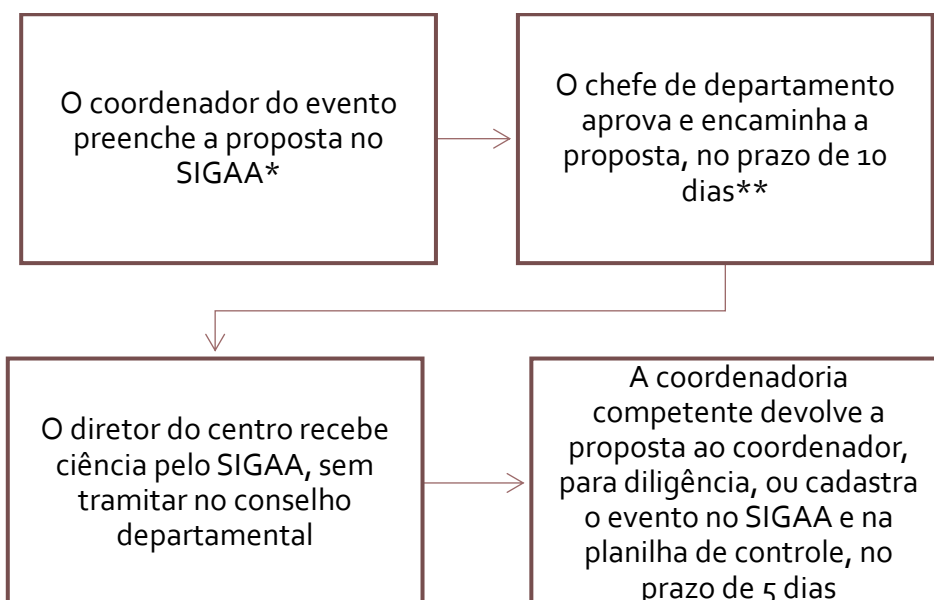 O coordenador do evento
preenche a proposta no
SIGAA*
O chefe de departamento
aprova e encaminha a
proposta, no prazo de 10
dias**
O diretor do centro recebe
ciência pelo SIGAA, sem
tramitar no conselho
departamental
A coordenadoria
competente devolve a
proposta ao coordenador,
para diligência, ou cadastra
o evento no SIGAA e na
planilha de controle, no
prazo de 5 dias